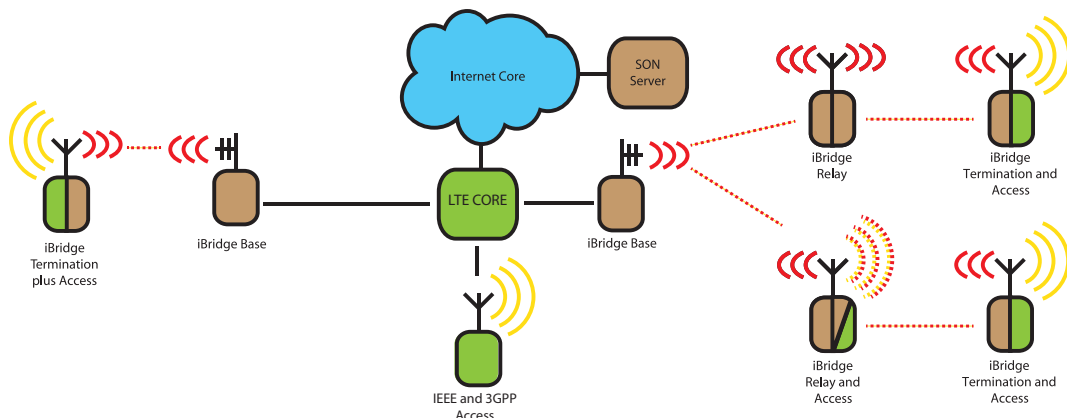 Internet Core
SON
Server
LTE CORE
iBridge
Termination
plus Access
iBridge Base
iBridge Base
iBridge
Relay
iBridge
Termination and
Access
IEEE and 3GPP
Access
iBridge
Relay and
Access
iBridge
Termination and
Access